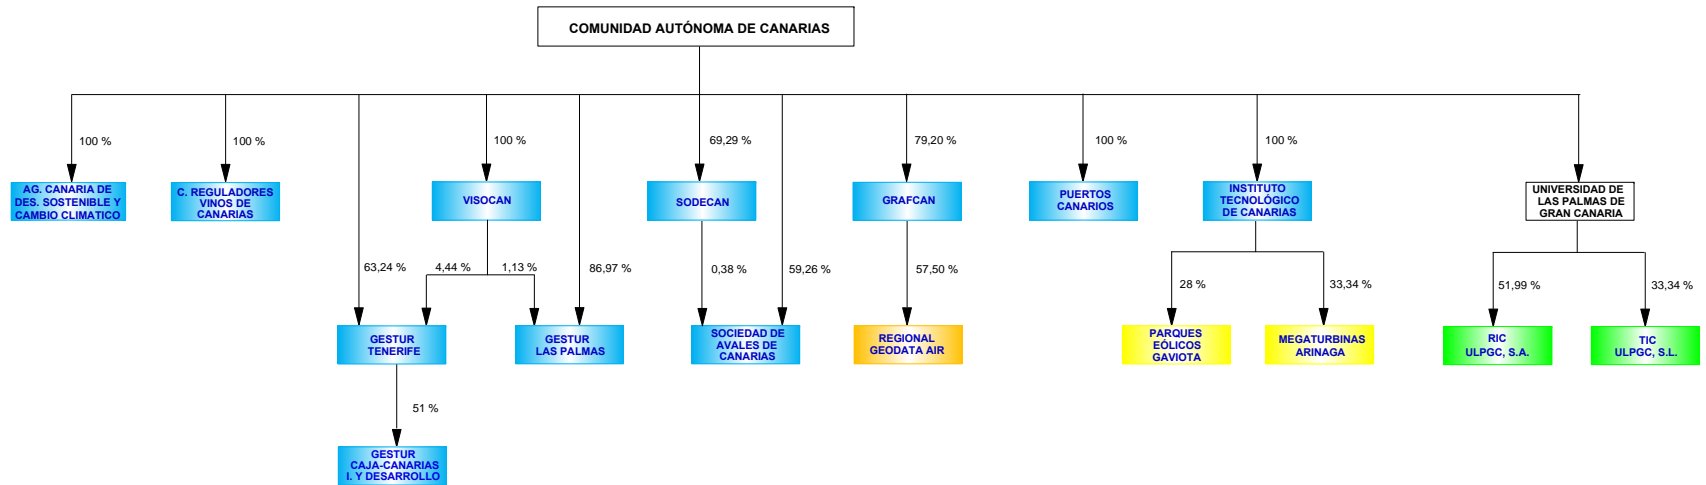 COMUNIDAD AUTÓNOMA DE CANARIAS
100 %
100 %
100 %
69,29 %
79,20 %
100 %
100 %
AG. CANARIA DE
DES. SOSTENIBLE Y
CAMBIO CLIMATICO
C. REGULADORES
VINOS DE
CANARIAS
VISOCAN
SODECAN
GRAFCAN
PUERTOS
CANARIOS
INSTITUTO
TECNOLÓGICO
DE CANARIAS
UNIVERSIDAD DE
LAS PALMAS DE
GRAN CANARIA
63,24 %
4,44 %
1,13 %
86,97 %
0,38 %
59,26 %
57,50 %
28 %
33,34 %
51,99 %
33,34 %
GESTUR
TENERIFE
GESTUR
LAS PALMAS
SOCIEDAD DE
AVALES DE
CANARIAS
REGIONAL
GEODATA AIR
PARQUES
EÓLICOS
GAVIOTA
MEGATURBINAS
ARINAGA
RIC
ULPGC, S.A.
TIC
ULPGC, S.L.
51 %
GESTUR
CAJA-CANARIAS
I. Y DESARROLLO